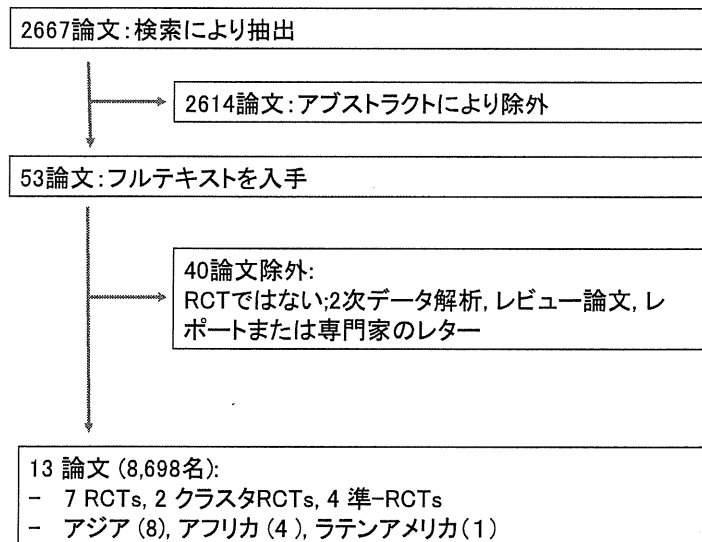 2667論文:検索により抽出
2614論文:アブストラクトにより除外
53論文:フルテキストを入手
40論文除外:
RCTではない;2次データ解析, レビュー論文, レ
ポートまたは専門家のレター
13 論文 (8,698名):
- 7 RCTs, 2 クラスタRCTs, 4 準-RCTs
- アジア (8), アフリカ (4 ), ラテンアメリカ(1)